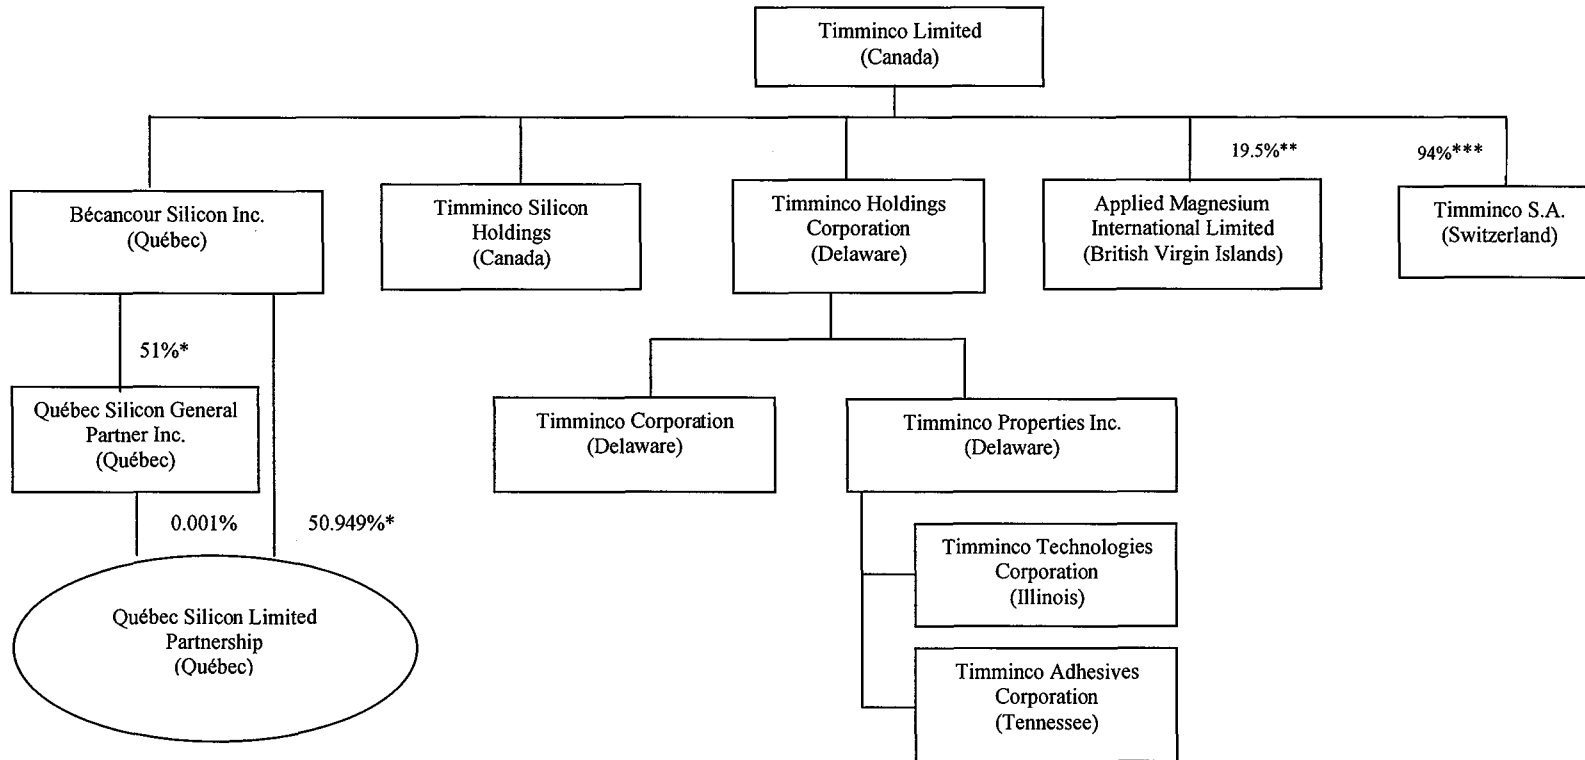 Timminco Limited
(Canada)
19.5%**
94%***
Bécancour Silicon Inc.
(Québec)
Timminco Silicon
Holdings
(Canada)
Timminco Holdings
Corporation
(Delaware)
Applied Magnesium
International Limited
(British Virgin Islands)
Timminco S.A.
(Switzerland)
51%*
Québec Silicon General
Partner Inc.
(Québec)
Timminco Corporation
(Delaware)
Timminco Properties Inc.
(Delaware)
0.001%
50.949%*
Timminco Technologies
Corporation
(Illinois)
Québec Silicon Limited
Partnership
(Québec)
Timminco Adhesives
Corporation
(Tennessee)